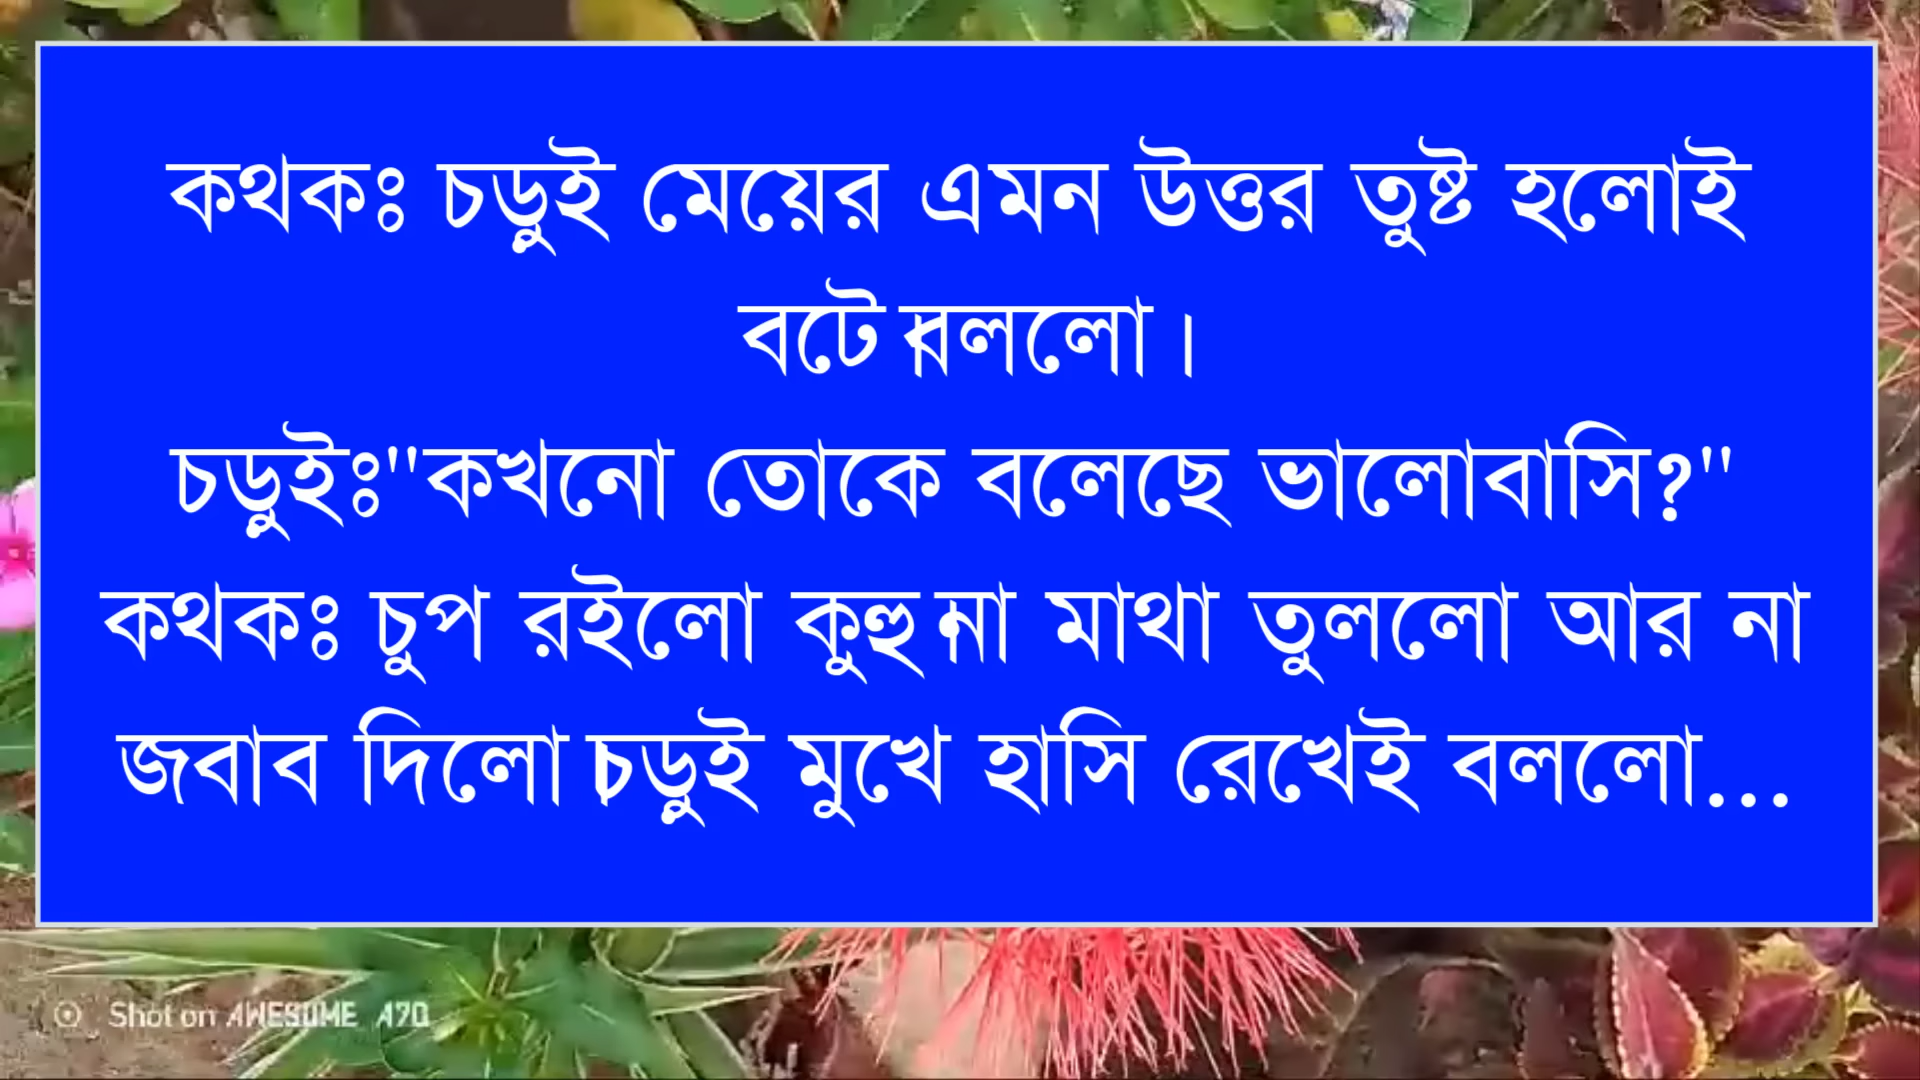 কথকঃ চড়ুই মেয়ের এমন উত্তর তুষ্ট হলোই
বটে।বললো।
চড়ুইঃ"কখনো তোকে বলেছে ভালোবাসি?"
কথকঃ চুপ রইলো কুহু।না মাথা তুললো আর না
জবাব দিলো।চড়ুই মুখে হাসি রেখেই বললো...
Shot on AWESOME A70